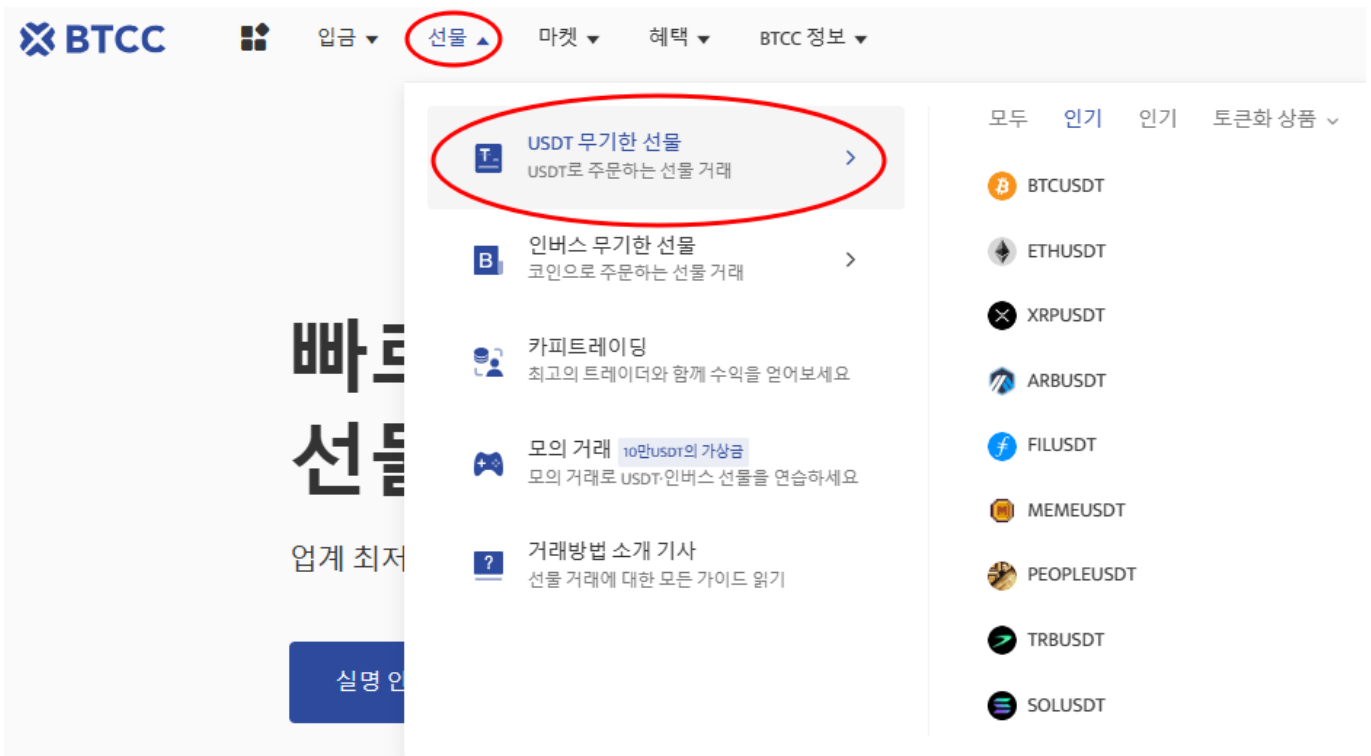 BTCC
입금 ▼ 선물 ▲ 마켓 ▼ 혜택 ▼ BTCC 정보 ▼
USDT 무기한 선물
USDT로 주문하는 선물 거래
인버스 무기한 선물
코인으로 주문하는 선물 거래
카피트레이딩
최고의 트레이더와 함께 수익을 얻어보세요
모의 거래 10만USDT의 가상금
모의 거래로 USDT·인버스 선물을 연습하세요
거래방법 소개 기사
선물 거래에 대한 모든 가이드 읽기
모두 인기 인기 토큰화 상품
BTCUSDT
ETHUSDT
XRPUSDT
ARBUSDT
FILUSDT
MEMEUSDT
PEOPLEUSDT
TRBUSDT
SOLUSDT
빠르
선물
업계 최저
실명 인